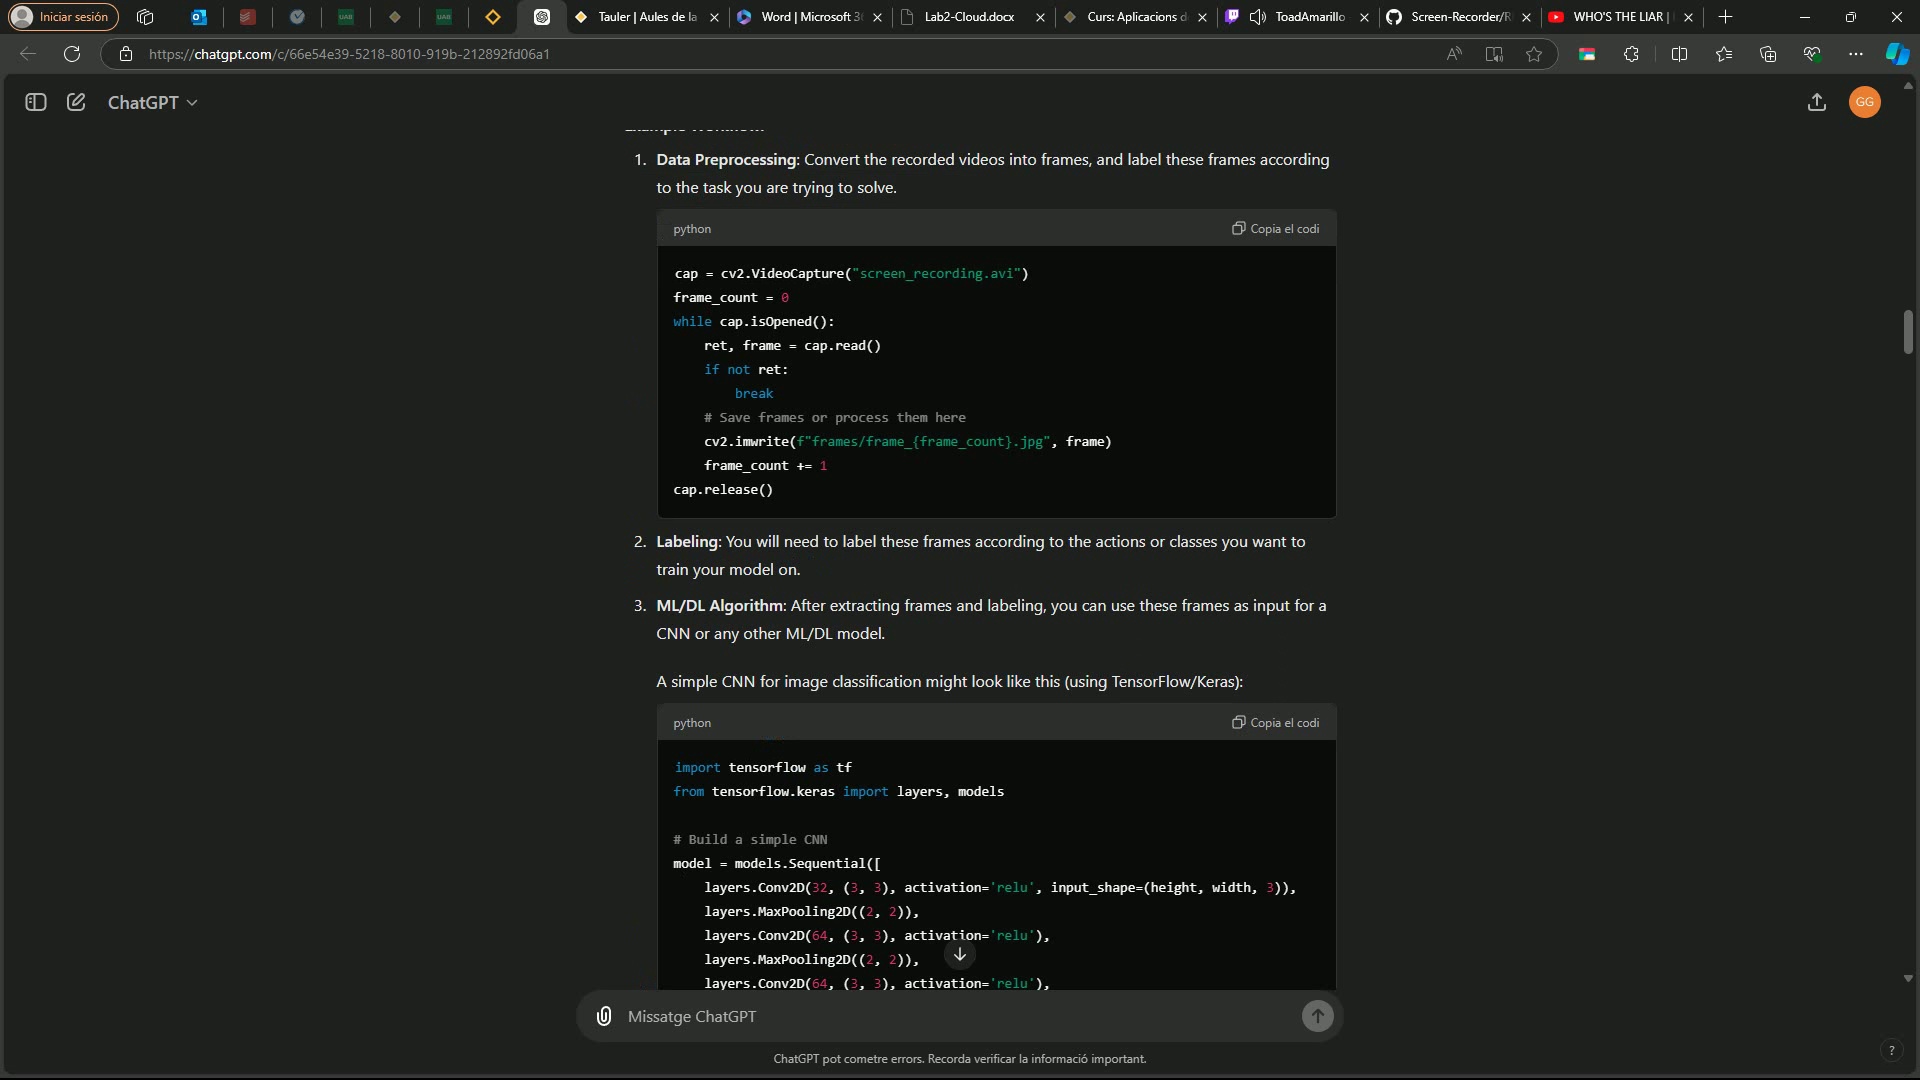 Iniciar sesión
UAB
UAB
Tauler | Aules de la
Word | Microsoft 3
Lab2-Cloud.docx
Curs: Aplicacions d
ToadAmarillo
Screen-Recorder/R
WHO'S THE LIAR |
https://chatgpt.com/c/66e54e39-5218-8010-919b-212892fd06a1
ChatGPT
GG
1. Data Preprocessing: Convert the recorded videos into frames, and label these frames according
to the task you are trying to solve.
python
Copia el codi
cap = cv2.VideoCapture("screen_recording.avi")
frame_count = 0
while cap.isOpened():
ret, frame = cap.read()
if not ret:
break
# Save frames or process them here
cv2.imwrite(f"frames/frame_{frame_count}.jpg", frame)
frame_count += 1
cap.release()
2. Labeling: You will need to label these frames according to the actions or classes you want to
train your model on.
3. ML/DL Algorithm: After extracting frames and labeling, you can use these frames as input for a
CNN or any other ML/DL model.
A simple CNN for image classification might look like this (using TensorFlow/Keras):
python
Copia el codi
import tensorflow as tf
from tensorflow.keras import layers, models
# Build a simple CNN
model = models.Sequential([
layers.Conv2D(32, (3, 3), activation='relu', input_shape=(height, width, 3)),
layers.MaxPooling2D((2, 2)),
layers.Conv2D(64, (3, 3), activation='relu'),
layers.MaxPooling2D((2, 2)),
layers.Conv2D(64, (3, 3), activation='relu'),
Missatge ChatGPT
ChatGPT pot cometre errors. Recorda verificar la informació important.
?